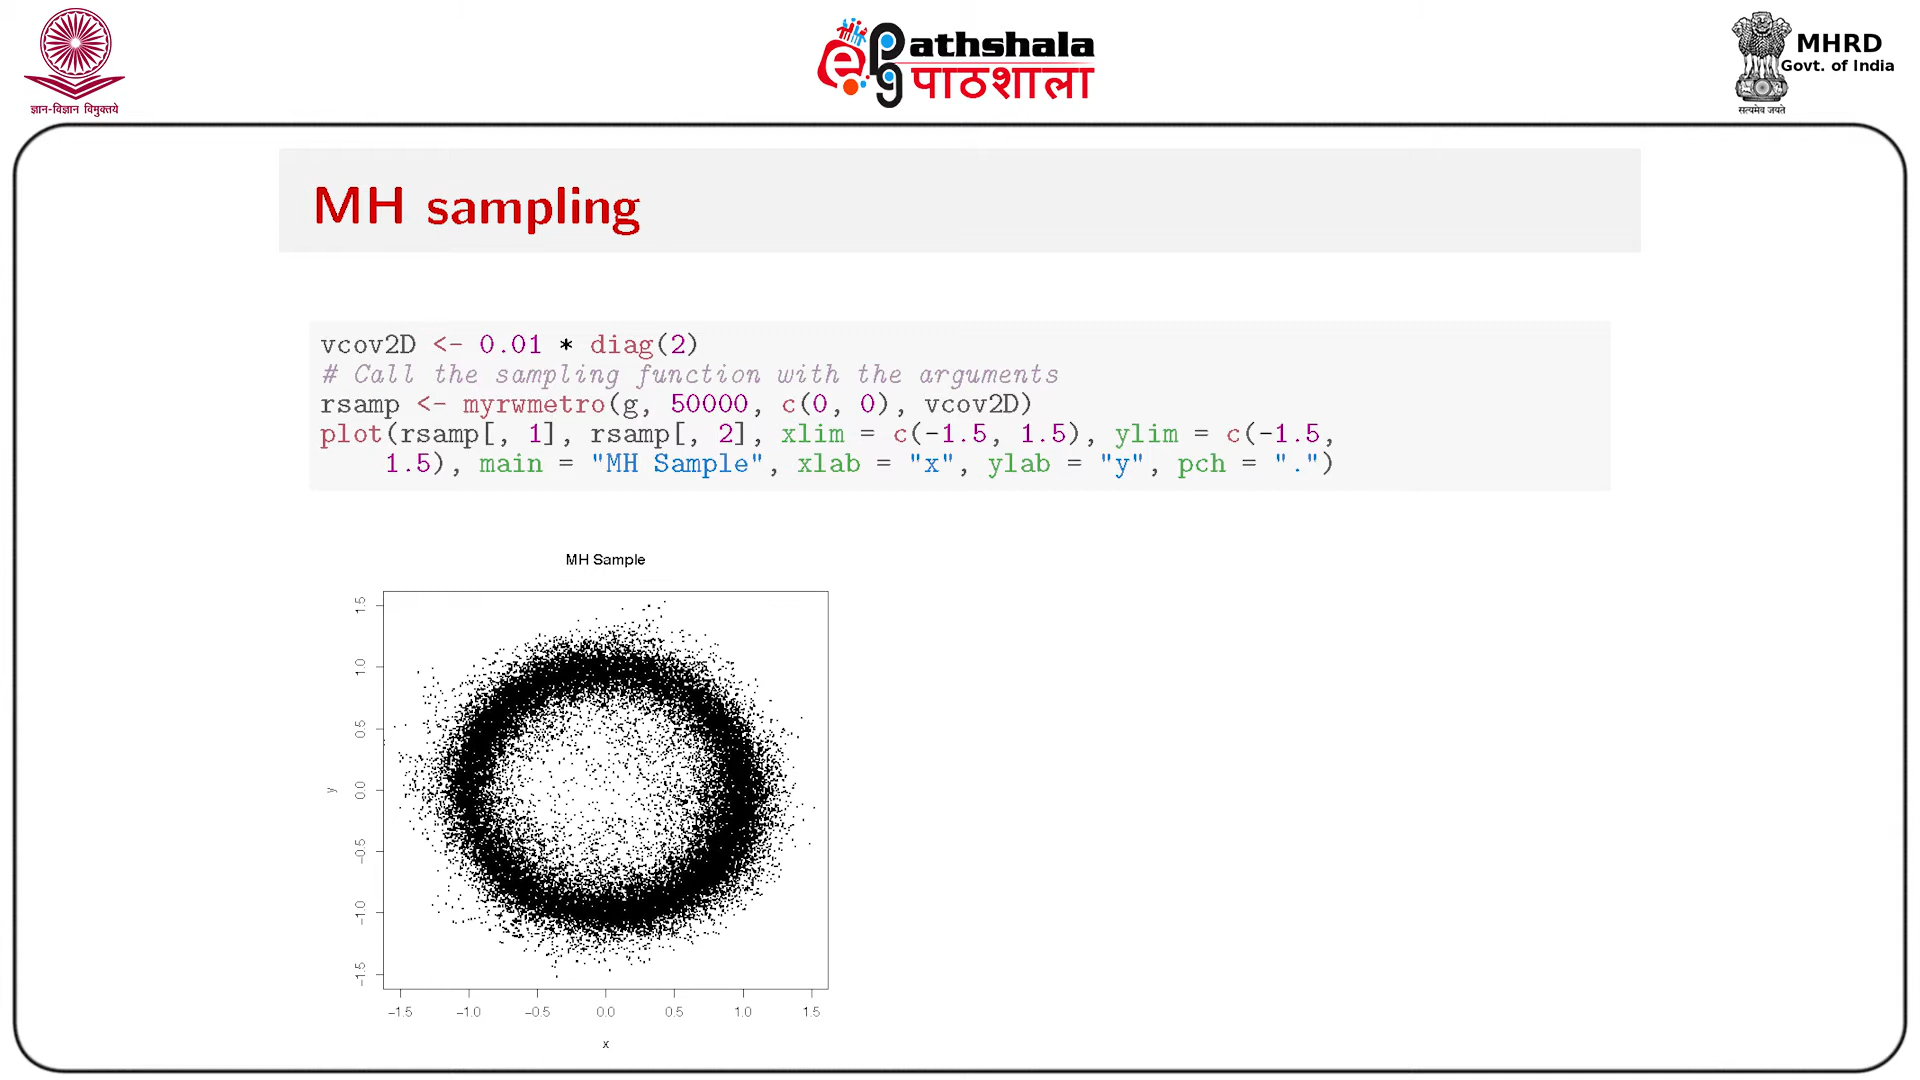 ज्ञान-विज्ञान विमुक्तये
ePG Pathshala
पाठशाला
MHRD
Govt. of India
सत्यमेव जयते
MH sampling
vcov2D <- 0.01 * diag(2)
# Call the sampling function with the arguments
rsamp <- myrwmetro(g, 50000, c(0, 0), vcov2D)
plot(rsamp[, 1], rsamp[, 2], xlim = c(-1.5, 1.5), ylim = c(-1.5,
1.5), main = "MH Sample", xlab = "x", ylab = "y", pch = ".")
MH Sample
1.5
1.0
0.5
0.0
-0.5
-1.0
-1.5
y
-1.5 -1.0 -0.5 0.0 0.5 1.0 1.5
x